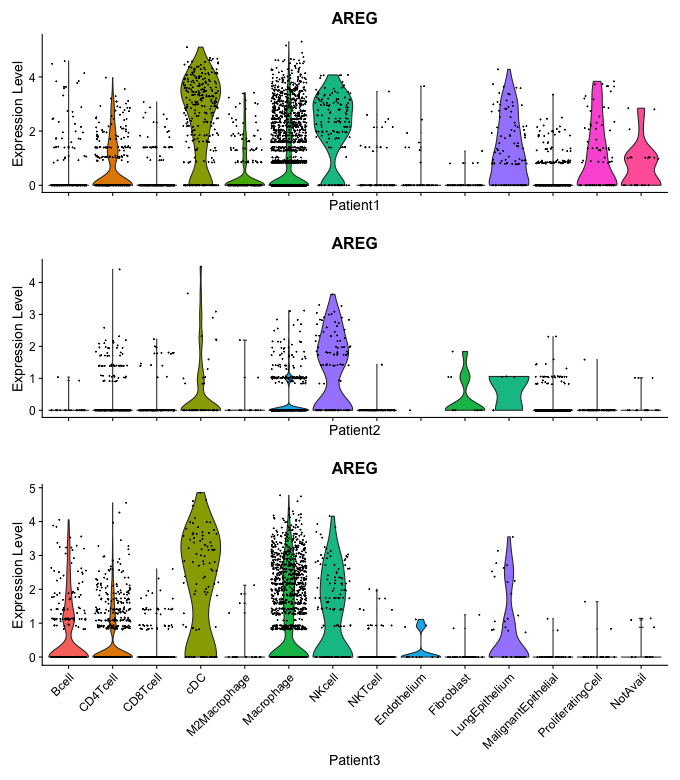 AREG
Expression Level
4
2
0
Patient1
AREG
Expression Level
4
3
2
1
0
Patient2
AREG
Expression Level
5
4
3
2
1
0
Bcell
CD4Tcell
CD8Tcell
cDC
M2Macrophage
Macrophage
NKcell
NKTcell
Endothelium
Fibroblast
LungEpithelium
MalignantEpithelial
ProliferatingCell
NotAvail
Patient3